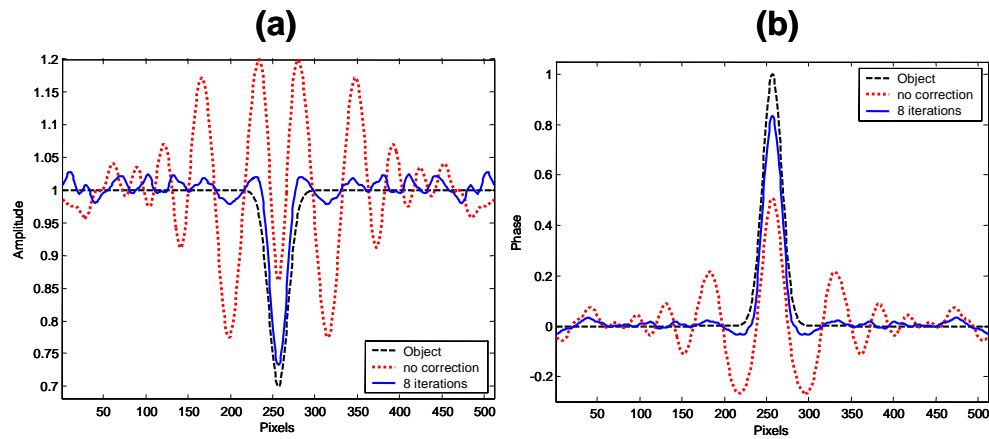 (a)
1.2
1.15
1.1
1.05
1
0.95
0.9
0.85
0.8
0.75
0.7
Amplitude
50 100 150 200 250 300 350 400 450 500
Pixels
Object
no correction
8 iterations
(b)
1
0.8
0.6
0.4
0.2
0
-0.2
Phase
50 100 150 200 250 300 350 400 450 500
Pixels
Object
no correction
8 iterations